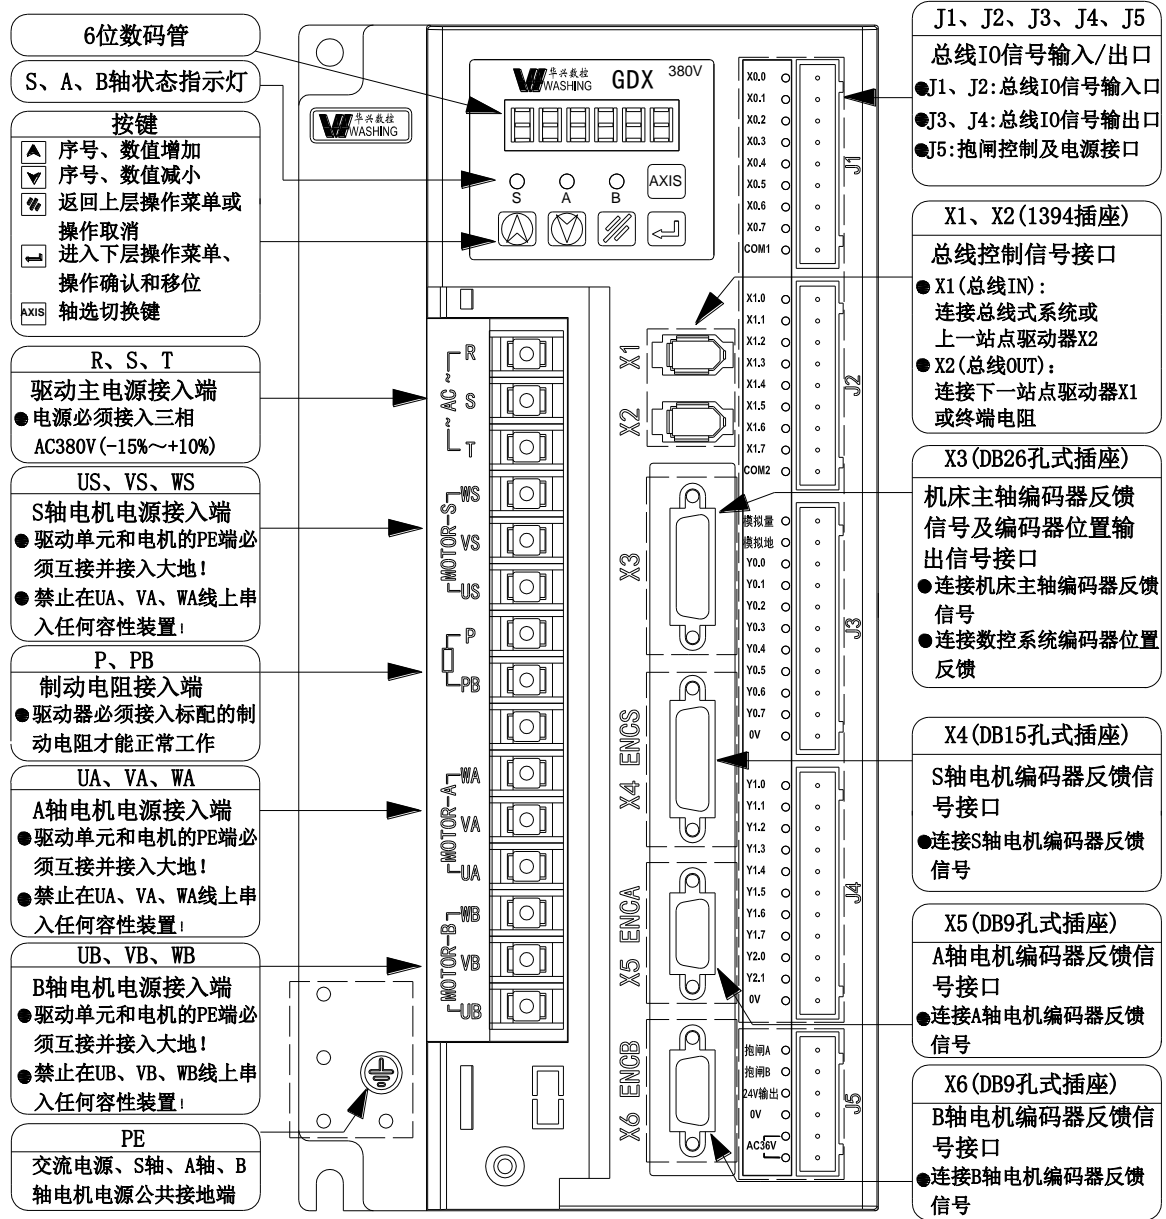 6位数码管
S、A、B轴状态指示灯
按键
序号、数值增加
序号、数值减小
返回上层操作菜单或
操作取消
进入下层操作菜单、
操作确认和移位
AXIS 轴选切换键
R、S、T
驱动主电源接入端
●电源必须接入三相
AC380V(-15%～+10%)
US、VS、WS
S轴电机电源接入端
●驱动单元和电机的PE端必
须互接并接入大地!
●禁止在UA、VA、WA线上串
入任何容性装置!
P、PB
制动电阻接入端
●驱动器必须接入标配的制
动电阻才能正常工作
UA、VA、WA
A轴电机电源接入端
●驱动单元和电机的PE端必
须互接并接入大地!
●禁止在UA、VA、WA线上串
入任何容性装置!
UB、VB、WB
B轴电机电源接入端
●驱动单元和电机的PE端必
须互接并接入大地!
●禁止在UB、VB、WB线上串
入任何容性装置!
PE
交流电源、S轴、A轴、B
轴电机电源公共接地端
华兴数控
WASHING
华兴数控
WASHING
GDX
380V
8.8.8.8.8.8.
S
A
B
AXIS
R
AC
~
S
~
T
WS
MOTOR-S
VS
US
P
PB
WA
MOTOR-A
VA
UA
WB
MOTOR-B
VB
UB
X1
X2
X3
X4 ENCS
X5 ENCA
X6 ENCB
X0.0
X0.1
X0.2
X0.3
X0.4
X0.5
X0.6
X0.7
COM1
J1
X1.0
X1.1
X1.2
X1.3
X1.4
X1.5
X1.6
X1.7
COM2
J2
模拟量
模拟地
Y0.0
Y0.1
Y0.2
Y0.3
Y0.4
Y0.5
Y0.6
Y0.7
0V
J3
Y1.0
Y1.1
Y1.2
Y1.3
Y1.4
Y1.5
Y1.6
Y1.7
Y2.0
Y2.1
0V
J4
抱闸A
抱闸B
24V输出
0V
AC36V
J5
J1、J2、J3、J4、J5
总线IO信号输入/出口
●J1、J2:总线IO信号输入口
●J3、J4:总线IO信号输出口
●J5:抱闸控制及电源接口
X1、X2(1394插座)
总线控制信号接口
●X1(总线IN):
连接总线式系统或
上一站点驱动器X2
●X2(总线OUT):
连接下一站点驱动器X1
或终端电阻
X3(DB26孔式插座)
机床主轴编码器反馈
信号及编码器位置输
出信号接口
●连接机床主轴编码器反馈
信号
●连接数控系统编码器位置
反馈
X4(DB15孔式插座)
S轴电机编码器反馈信
号接口
●连接S轴电机编码器反馈
信号
X5(DB9孔式插座)
A轴电机编码器反馈信
号接口
●连接A轴电机编码器反馈
信号
X6(DB9孔式插座)
B轴电机编码器反馈信
号接口
●连接B轴电机编码器反馈
信号